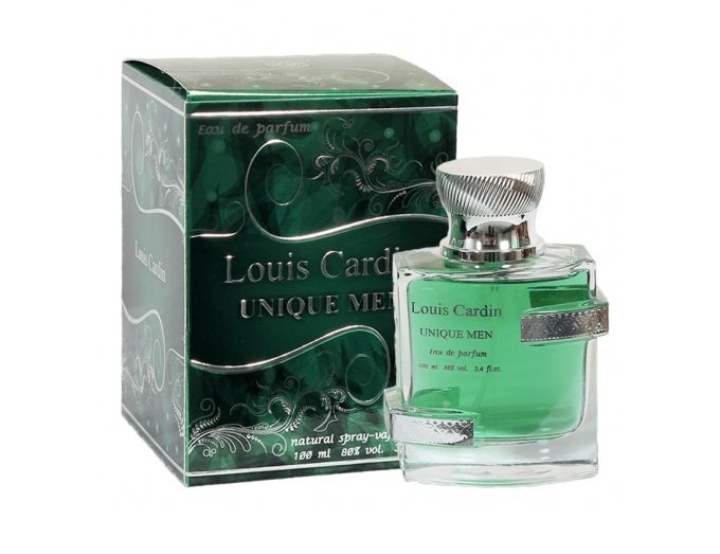 Eau de parfum
Louis Cardin
Louis Cardin
UNIQUE MEN
natural spray-va
100 ml 80% vol. 3
Louis Cardin
UNIQUE MEN
Eau de parfum
100 ml 80% vol. 3.4 fl.oz.